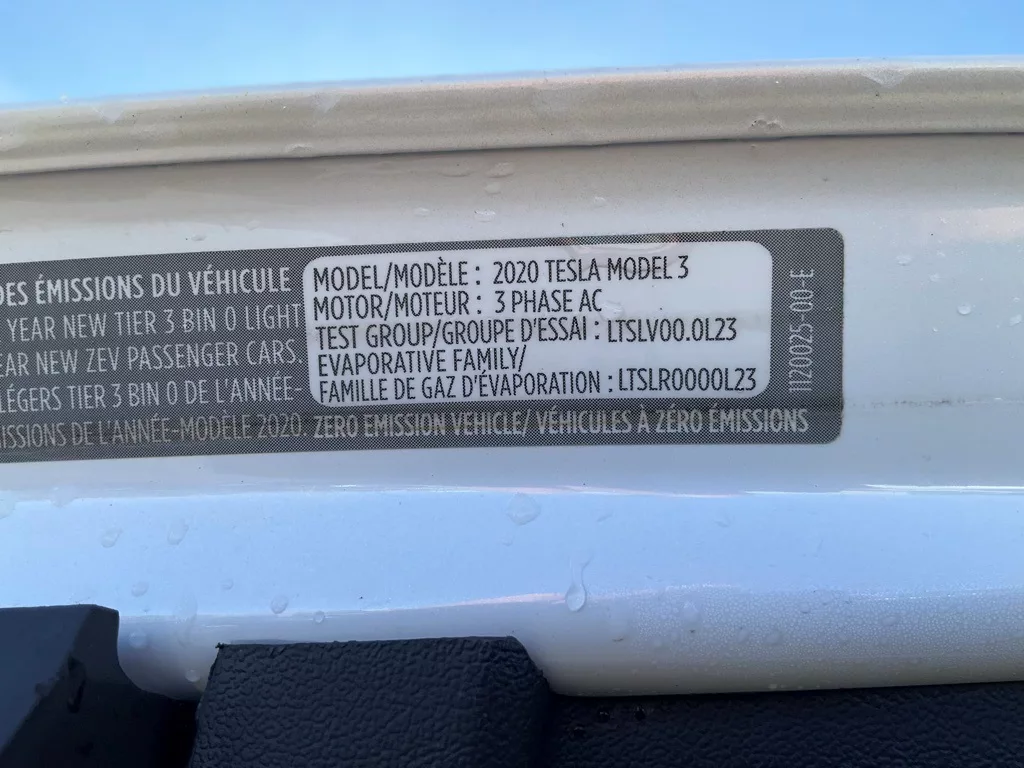 DES ÉMISSIONS DU VÉHICULE
YEAR NEW TIER 3 BIN 0 LIGHT
EAR NEW ZEV PASSENGER CARS.
LÉGERS TIER 3 BIN 0 DE L'ANNÉE-
MISSIONS DE L'ANNÉE-MODÈLE 2020.
MODEL/MODÈLE : 2020 TESLA MODEL 3
MOTOR/MOTEUR : 3 PHASE AC
TEST GROUP/GROUPE D'ESSAI : LTSLV00.0L23
EVAPORATIVE FAMILY/
FAMILLE DE GAZ D'ÉVAPORATION : LTSLR0000L23
ZERO EMISSION VEHICLE/ VÉHICULES À ZÉRO ÉMISSIONS
1120025-00-E